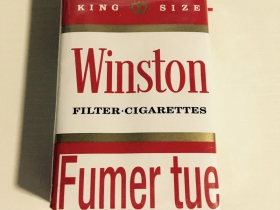 KING SIZE
Winston
FILTER·CIGARETTES
Fumer tue